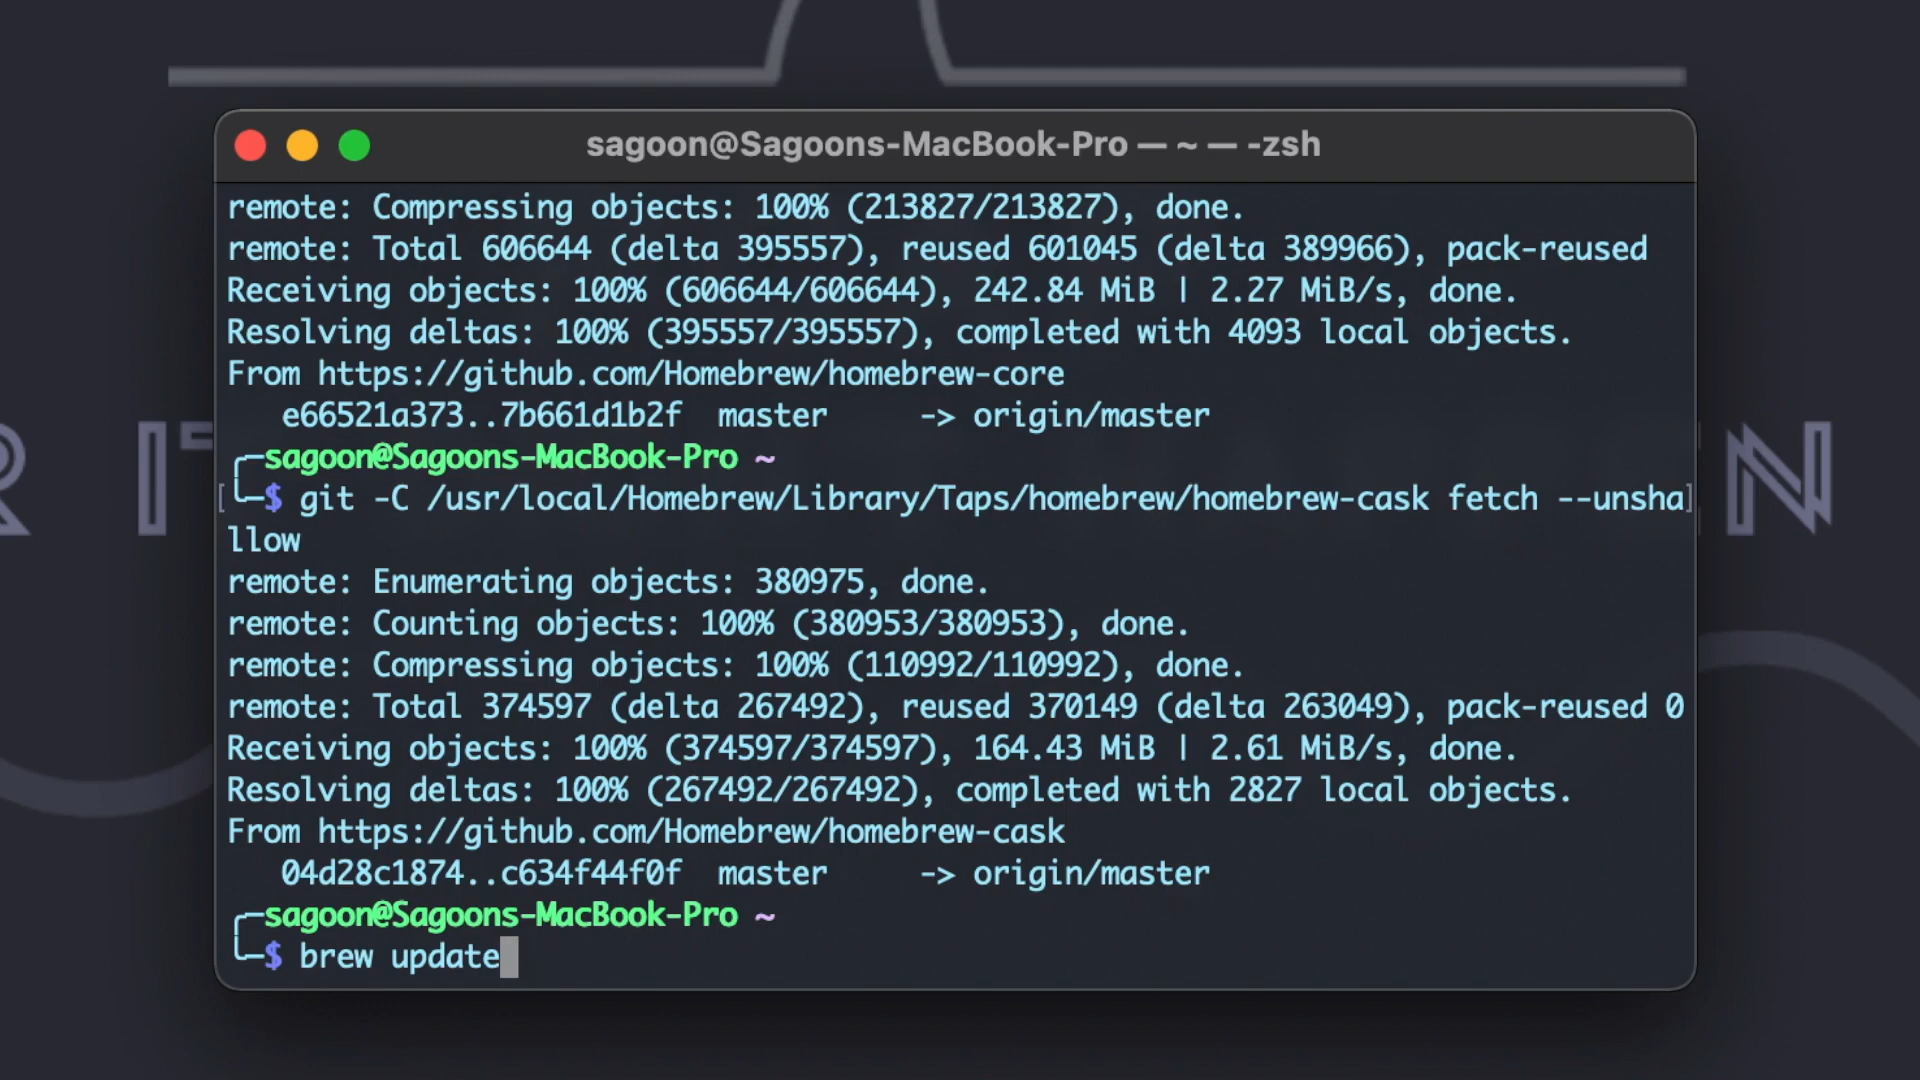 sagoon@Sagoons-MacBook-Pro — ~ — -zsh
remote: Compressing objects: 100% (213827/213827), done.
remote: Total 606644 (delta 395557), reused 601045 (delta 389966), pack-reused
Receiving objects: 100% (606644/606644), 242.84 MiB | 2.27 MiB/s, done.
Resolving deltas: 100% (395557/395557), completed with 4093 local objects.
From https://github.com/Homebrew/homebrew-core
   e66521a373..7b661d1b2f  master     -> origin/master
┌─sagoon@Sagoons-MacBook-Pro ~
[└─$ git -C /usr/local/Homebrew/Library/Taps/homebrew/homebrew-cask fetch --unsha]
llow
remote: Enumerating objects: 380975, done.
remote: Counting objects: 100% (380953/380953), done.
remote: Compressing objects: 100% (110992/110992), done.
remote: Total 374597 (delta 267492), reused 370149 (delta 263049), pack-reused 0
Receiving objects: 100% (374597/374597), 164.43 MiB | 2.61 MiB/s, done.
Resolving deltas: 100% (267492/267492), completed with 2827 local objects.
From https://github.com/Homebrew/homebrew-cask
   04d28c1874..c634f44f0f  master     -> origin/master
┌─sagoon@Sagoons-MacBook-Pro ~
└─$ brew update